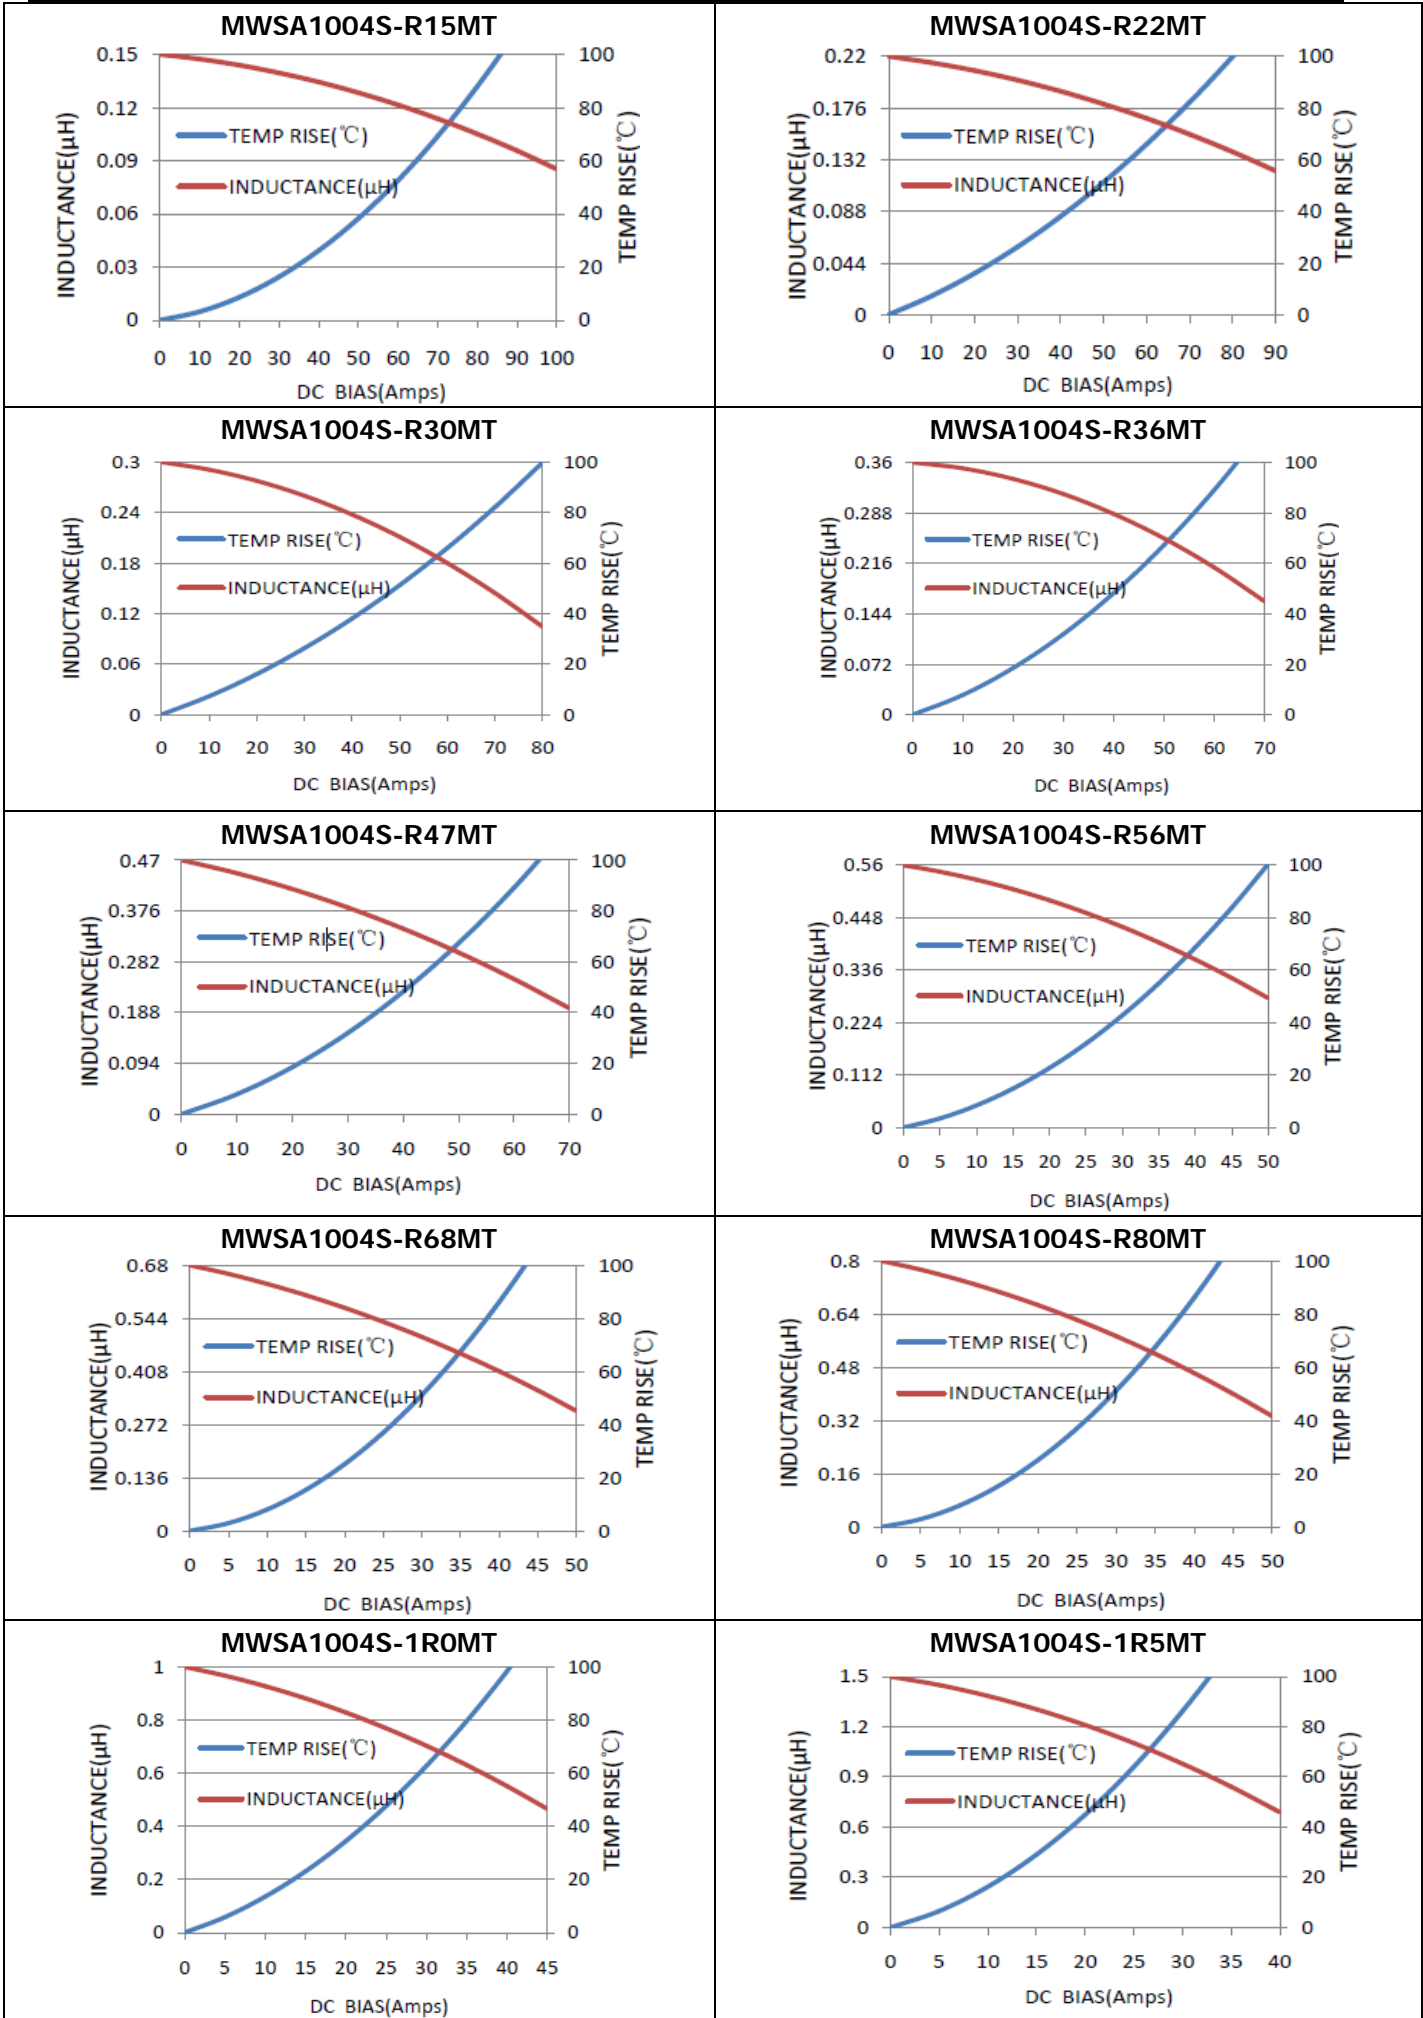 MWSA1004S-R15MT
0.15
0.12
0.09
0.06
0.03
0
INDUCTANCE(μH)
TEMP RISE(℃)
INDUCTANCE(μH)
100
80
60
40
20
0
TEMP RISE(℃)
0 10 20 30 40 50 60 70 80 90 100
DC BIAS(Amps)
MWSA1004S-R22MT
0.22
0.176
0.132
0.088
0.044
0
INDUCTANCE(μH)
TEMP RISE(℃)
INDUCTANCE(μH)
100
80
60
40
20
0
TEMP RISE(℃)
0 10 20 30 40 50 60 70 80 90
DC BIAS(Amps)
MWSA1004S-R30MT
0.3
0.24
0.18
0.12
0.06
0
INDUCTANCE(μH)
TEMP RISE(℃)
INDUCTANCE(μH)
100
80
60
40
20
0
TEMP RISE(℃)
0 10 20 30 40 50 60 70 80
DC BIAS(Amps)
MWSA1004S-R36MT
0.36
0.288
0.216
0.144
0.072
0
INDUCTANCE(μH)
TEMP RISE(℃)
INDUCTANCE(μH)
100
80
60
40
20
0
TEMP RISE(℃)
0 10 20 30 40 50 60 70
DC BIAS(Amps)
MWSA1004S-R47MT
0.47
0.376
0.282
0.188
0.094
0
INDUCTANCE(μH)
TEMP RISE(℃)
INDUCTANCE(μH)
100
80
60
40
20
0
TEMP RISE(℃)
0 10 20 30 40 50 60 70
DC BIAS(Amps)
MWSA1004S-R56MT
0.56
0.448
0.336
0.224
0.112
0
INDUCTANCE(μH)
TEMP RISE(℃)
INDUCTANCE(μH)
100
80
60
40
20
0
TEMP RISE(℃)
0 5 10 15 20 25 30 35 40 45 50
DC BIAS(Amps)
MWSA1004S-R68MT
0.68
0.544
0.408
0.272
0.136
0
INDUCTANCE(μH)
TEMP RISE(℃)
INDUCTANCE(μH)
100
80
60
40
20
0
TEMP RISE(℃)
0 5 10 15 20 25 30 35 40 45 50
DC BIAS(Amps)
MWSA1004S-R80MT
0.8
0.64
0.48
0.32
0.16
0
INDUCTANCE(μH)
TEMP RISE(℃)
INDUCTANCE(μH)
100
80
60
40
20
0
TEMP RISE(℃)
0 5 10 15 20 25 30 35 40 45 50
DC BIAS(Amps)
MWSA1004S-1R0MT
1
0.8
0.6
0.4
0.2
0
INDUCTANCE(μH)
TEMP RISE(℃)
INDUCTANCE(μH)
100
80
60
40
20
0
TEMP RISE(℃)
0 5 10 15 20 25 30 35 40 45
DC BIAS(Amps)
MWSA1004S-1R5MT
1.5
1.2
0.9
0.6
0.3
0
INDUCTANCE(μH)
TEMP RISE(℃)
INDUCTANCE(μH)
100
80
60
40
20
0
TEMP RISE(℃)
0 5 10 15 20 25 30 35 40
DC BIAS(Amps)